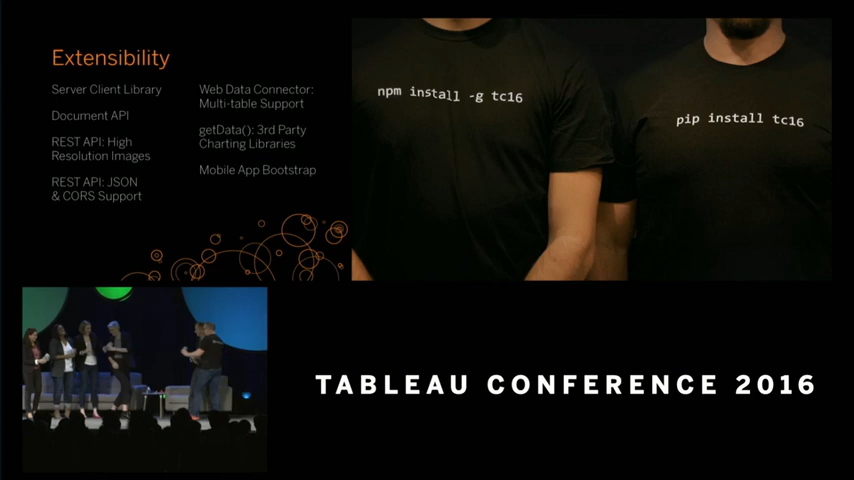 Extensibility
Server Client Library
Document API
REST API: High
Resolution Images
REST API: JSON
& CORS Support
Web Data Connector:
Multi-table Support
getData(): 3rd Party
Charting Libraries
Mobile App Bootstrap
npm install -g tc16
pip install tc16
TABLEAU CONFERENCE 2016